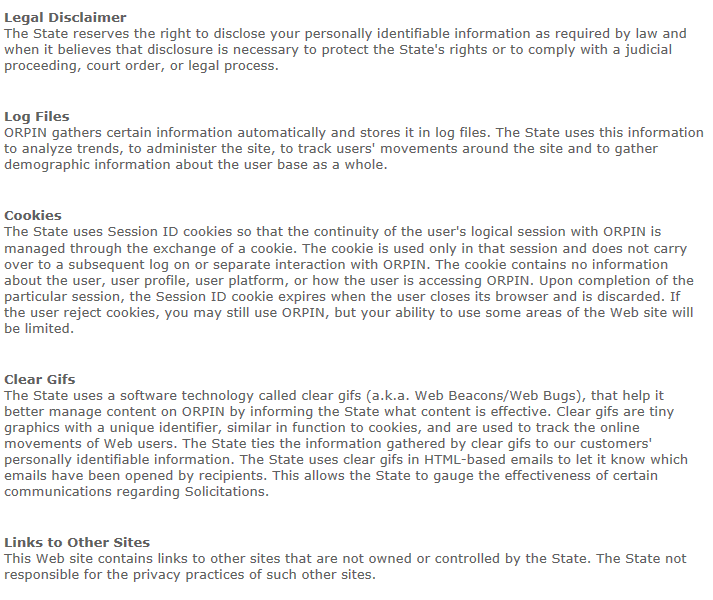 Legal Disclaimer
The State reserves the right to disclose your personally identifiable information as required by law and
when it believes that disclosure is necessary to protect the State's rights or to comply with a judicial
proceeding, court order, or legal process.
Log Files
ORPIN gathers certain information automatically and stores it in log files. The State uses this information
to analyze trends, to administer the site, to track users' movements around the site and to gather
demographic information about the user base as a whole.
Cookies
The State uses Session ID cookies so that the continuity of the user's logical session with ORPIN is
managed through the exchange of a cookie. The cookie is used only in that session and does not carry
over to a subsequent log on or separate interaction with ORPIN. The cookie contains no information
about the user, user profile, user platform, or how the user is accessing ORPIN. Upon completion of the
particular session, the Session ID cookie expires when the user closes its browser and is discarded. If
the user reject cookies, you may still use ORPIN, but your ability to use some areas of the Web site will
be limited.
Clear Gifs
The State uses a software technology called clear gifs (a.k.a. Web Beacons/Web Bugs), that help it
better manage content on ORPIN by informing the State what content is effective. Clear gifs are tiny
graphics with a unique identifier, similar in function to cookies, and are used to track the online
movements of Web users. The State ties the information gathered by clear gifs to our customers'
personally identifiable information. The State uses clear gifs in HTML-based emails to let it know which
emails have been opened by recipients. This allows the State to gauge the effectiveness of certain
communications regarding Solicitations.
Links to Other Sites
This Web site contains links to other sites that are not owned or controlled by the State. The State not
responsible for the privacy practices of such other sites.